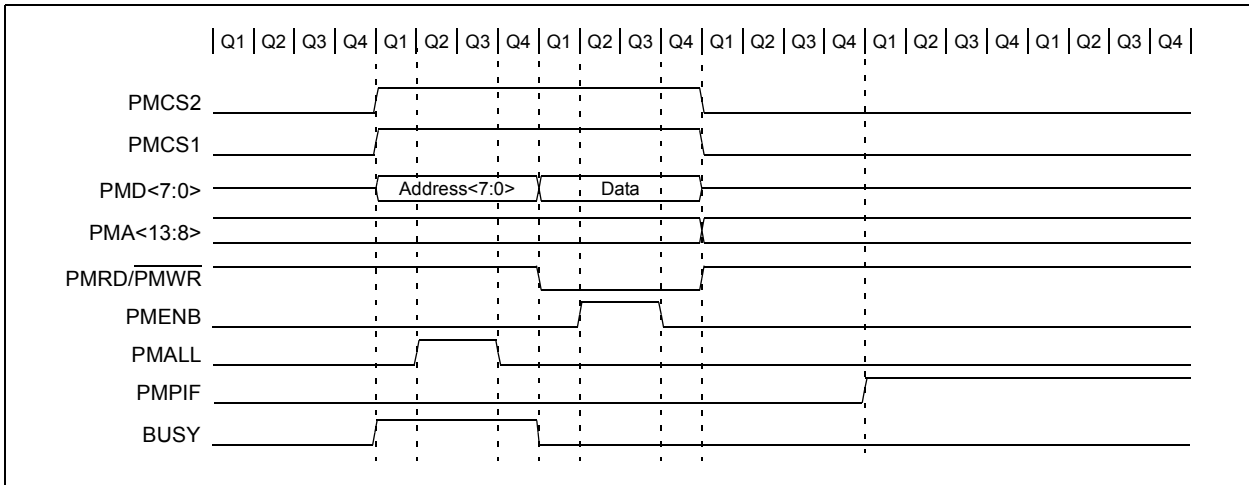 Q1 Q2 Q3 Q4 Q1 Q2 Q3 Q4 Q1 Q2 Q3 Q4 Q1 Q2 Q3 Q4 Q1 Q2 Q3 Q4 Q1 Q2 Q3 Q4
PMCS2
PMCS1
PMD<7:0> Address<7:0> Data
PMA<13:8>
PMRD/PMWR
PMENB
PMALL
PMPIF
BUSY